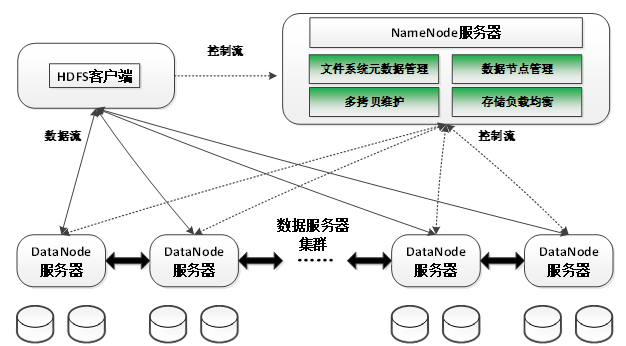 NameNode服务器
控制流
HDFS客户端
文件系统元数据管理
数据节点管理
多拷贝维护
存储负载均衡
数据流
控制流
数据服务器
集群
......
DataNode
服务器
DataNode
服务器
DataNode
服务器
DataNode
服务器